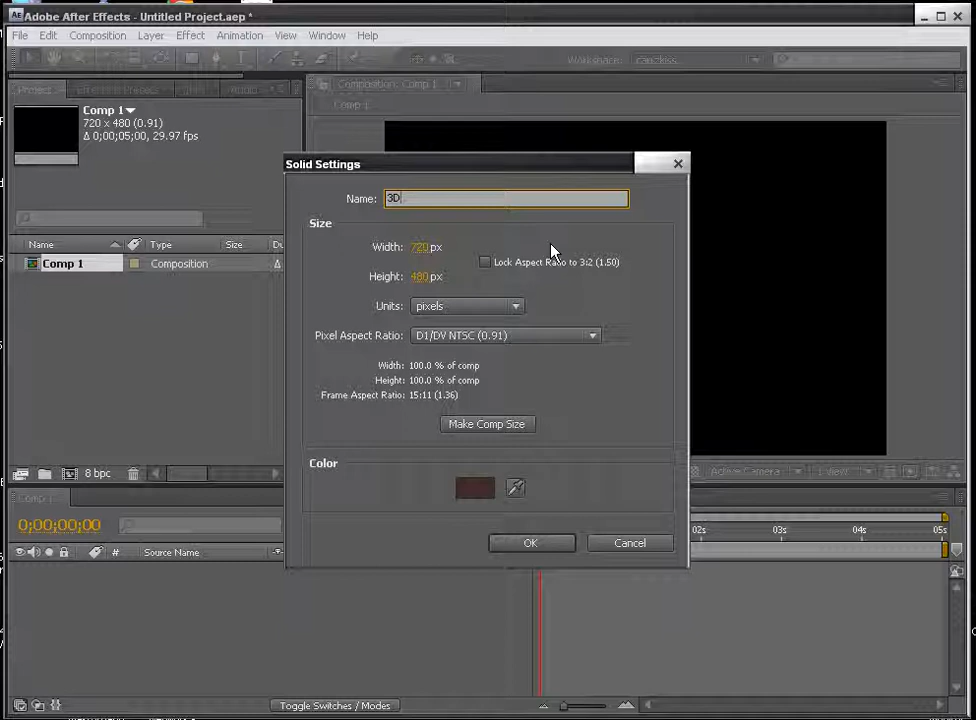 Adobe After Effects - Untitled Project.aep *
File Edit Composition Layer Effect Animation View Window Help
Workspace:
Project Effects & Presets Audio
Composition: Comp 1
Comp 1
Comp 1
720 x 480 (0.91)
Δ 0;00;05;00, 29.97 fps
Name Type Size Du
Comp 1 Composition
8 bpc
Solid Settings
Name: 3D
Size
Width: 720 px
Lock Aspect Ratio to 3:2 (1.50)
Height: 480 px
Units: pixels
Pixel Aspect Ratio: D1/DV NTSC (0.91)
Width: 100.0 % of comp
Height: 100.0 % of comp
Frame Aspect Ratio: 15:11 (1.36)
Make Comp Size
Color
OK Cancel
Active Camera 1 View
Comp 1
0;00;00;00
# Source Name
02s 03s 04s 05s
Toggle Switches / Modes